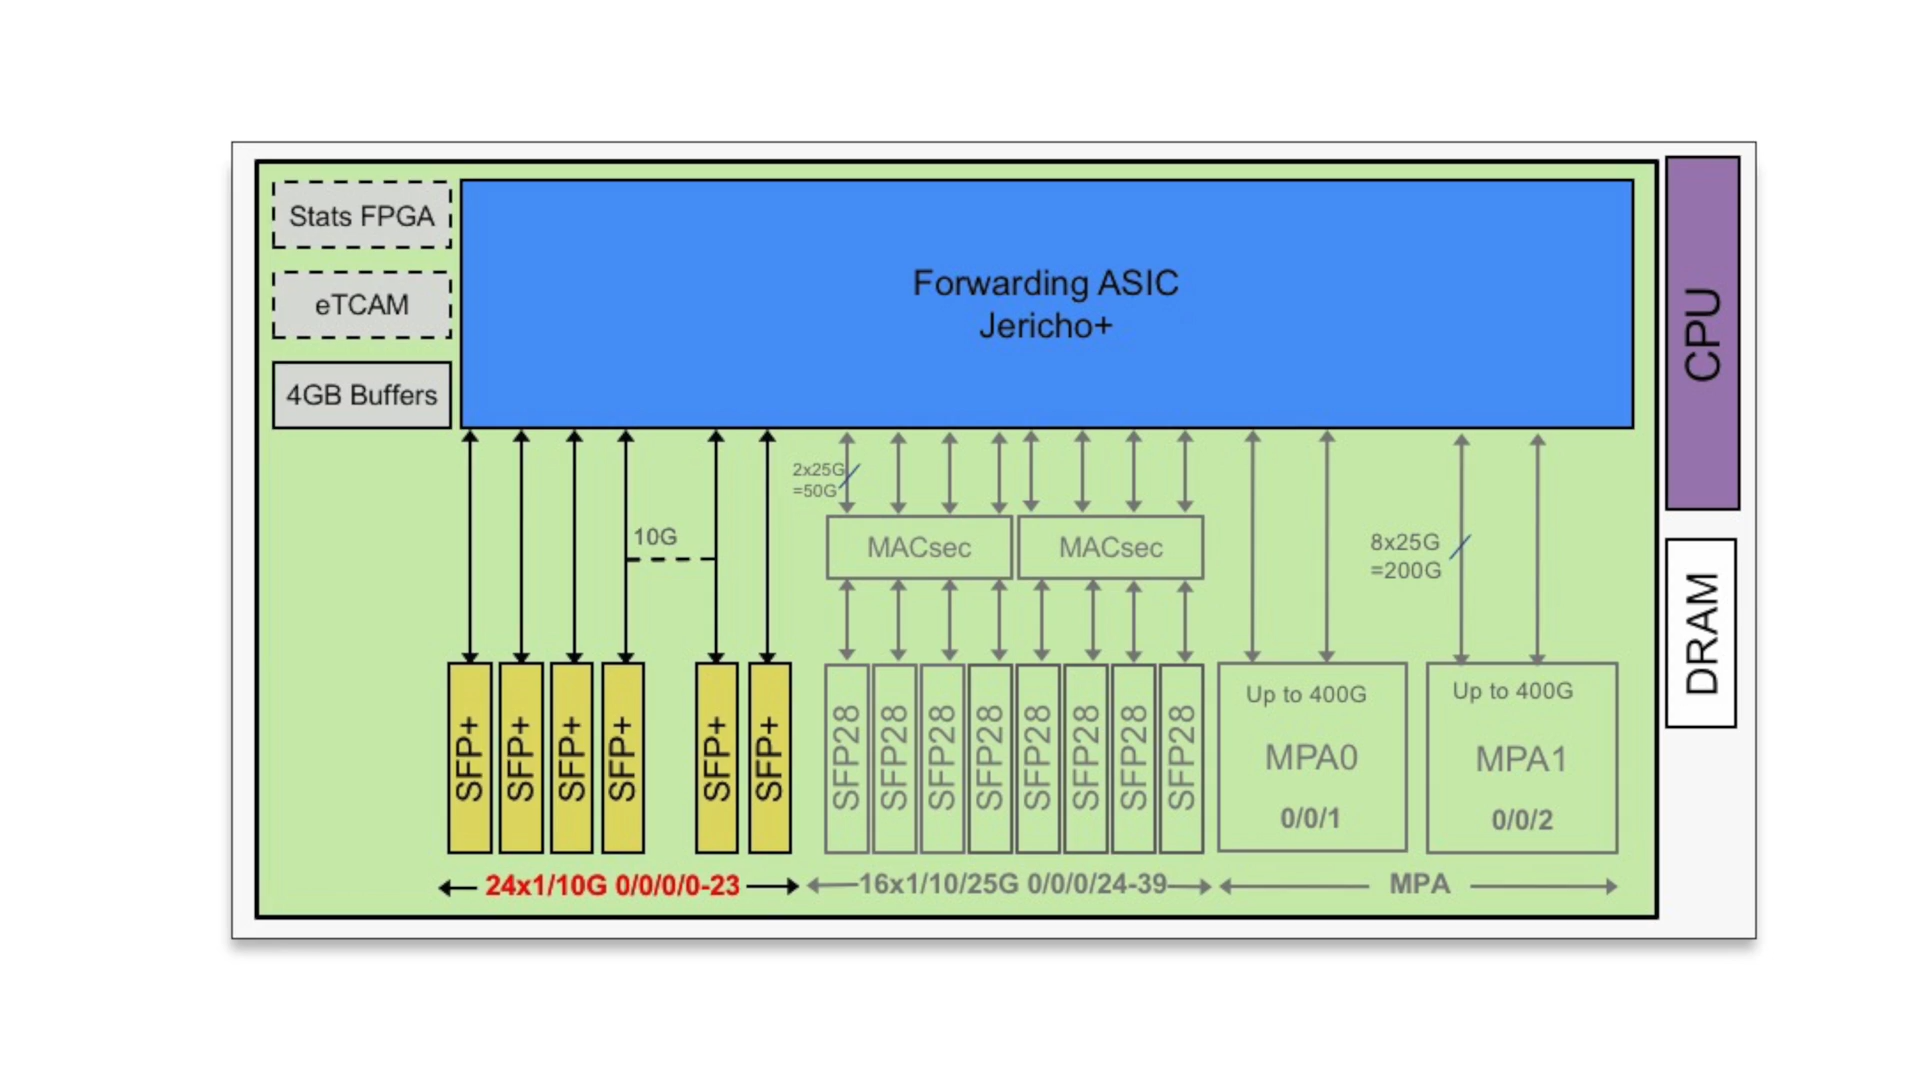 Stats FPGA
eTCAM
4GB Buffers
Forwarding ASIC
Jericho+
CPU
DRAM
10G
2x25G
=50G
MACsec
MACsec
8x25G
=200G
SFP+
SFP+
SFP+
SFP+
SFP+
SFP+
SFP28
SFP28
SFP28
SFP28
SFP28
SFP28
SFP28
SFP28
Up to 400G
MPA0
0/0/1
Up to 400G
MPA1
0/0/2
24x1/10G 0/0/0/0-23
16x1/10/25G 0/0/0/24-39
MPA